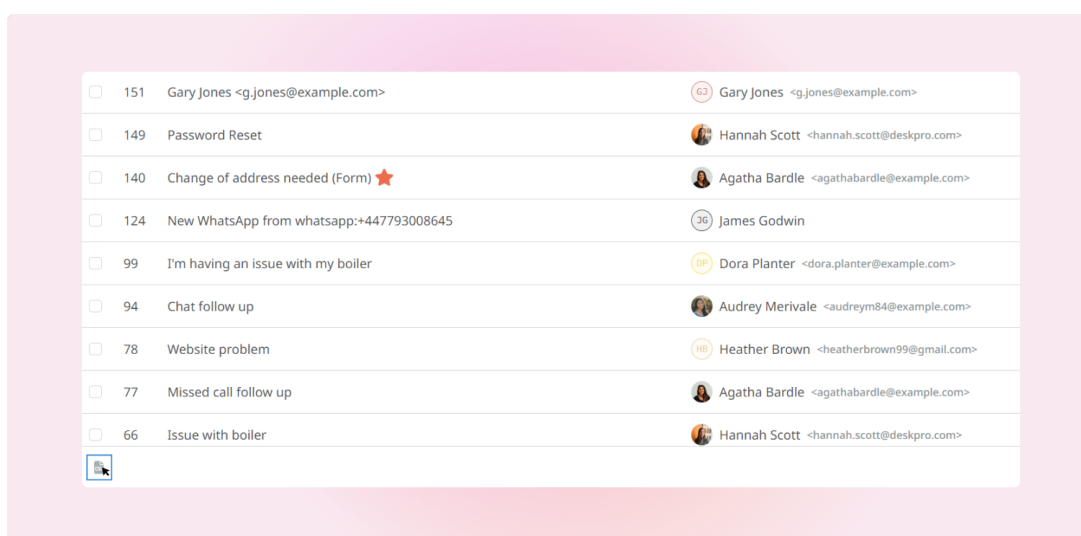 151 Gary Jones <g.jones@example.com> GJ Gary Jones <g.jones@example.com>
149 Password Reset Hannah Scott <hannah.scott@deskpro.com>
140 Change of address needed (Form) Agatha Bardle <agathabardle@example.com>
124 New WhatsApp from whatsapp:+447793008645 JG James Godwin
99 I'm having an issue with my boiler DP Dora Planter <dora.planter@example.com>
94 Chat follow up Audrey Merivale <audreym84@example.com>
78 Website problem HB Heather Brown <heatherbrown99@gmail.com>
77 Missed call follow up Agatha Bardle <agathabardle@example.com>
66 Issue with boiler Hannah Scott <hannah.scott@deskpro.com>